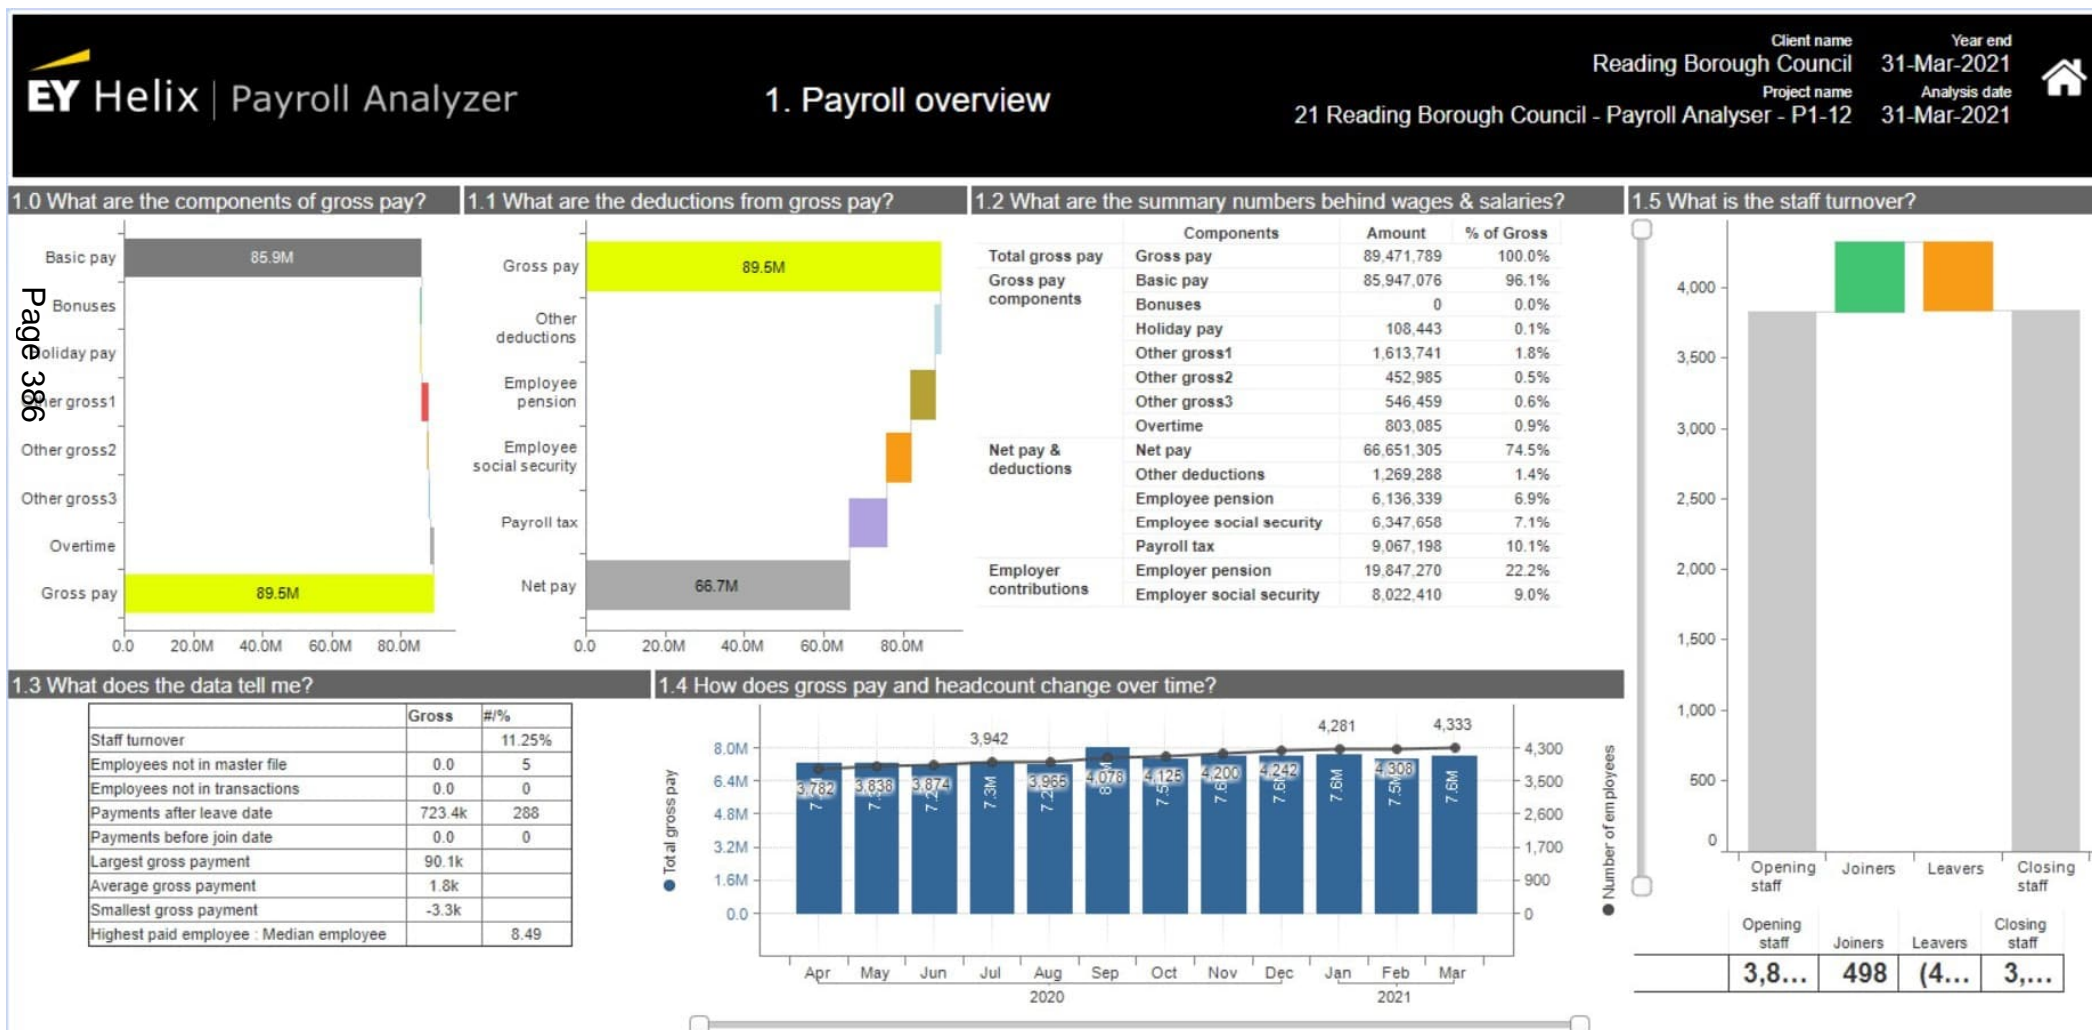 EY Helix | Payroll Analyzer
1. Payroll overview
Client name
Reading Borough Council
Project name
21 Reading Borough Council - Payroll Analyser - P1-12
Year end
31-Mar-2021
Analysis date
31-Mar-2021
Page 386
1.0 What are the components of gross pay?
Basic pay
85.9M
Bonuses
Holiday pay
Other gross1
Other gross2
Other gross3
Overtime
Gross pay
89.5M
0.0 20.0M 40.0M 60.0M 80.0M
1.1 What are the deductions from gross pay?
Gross pay
89.5M
Other
deductions
Employee
pension
Employee
social security
Payroll tax
Net pay
66.7M
0.0 20.0M 40.0M 60.0M 80.0M
1.2 What are the summary numbers behind wages & salaries?
Components Amount % of Gross
Total gross pay Gross pay 89,471,789 100.0%
Gross pay
components
Basic pay 85,947,076 96.1%
Bonuses 0 0.0%
Holiday pay 108,443 0.1%
Other gross1 1,613,741 1.8%
Other gross2 452,985 0.5%
Other gross3 546,459 0.6%
Overtime 803,085 0.9%
Net pay &
deductions
Net pay 66,651,305 74.5%
Other deductions 1,269,288 1.4%
Employee pension 6,136,339 6.9%
Employee social security 6,347,658 7.1%
Payroll tax 9,067,198 10.1%
Employer
contributions
Employer pension 19,847,270 22.2%
Employer social security 8,022,410 9.0%
1.3 What does the data tell me?
Gross #/%
Staff turnover 11.25%
Employees not in master file 0.0 5
Employees not in transactions 0.0 0
Payments after leave date 723.4k 288
Payments before join date 0.0 0
Largest gross payment 90.1k
Average gross payment 1.8k
Smallest gross payment -3.3k
Highest paid employee : Median employee 8.49
1.4 How does gross pay and headcount change over time?
Total gross pay
8.0M
6.4M
4.8M
3.2M
1.6M
0.0
3,782 3,838 3,874 3,942 3,965 4,078 4,125 4,200 4,242 4,281 4,308 4,333
7.3M 7.6M 7.6M
4,300
3,500
2,600
1,700
900
0
Number of employees
Apr May Jun Jul Aug Sep Oct Nov Dec Jan Feb Mar
2020 2021
1.5 What is the staff turnover?
4,000
3,500
3,000
2,500
2,000
1,500
1,000
500
0
Opening
staff
Joiners
Leavers
Closing
staff
Opening
staff
Joiners
Leavers
Closing
staff
3,8... 498 (4... 3,...